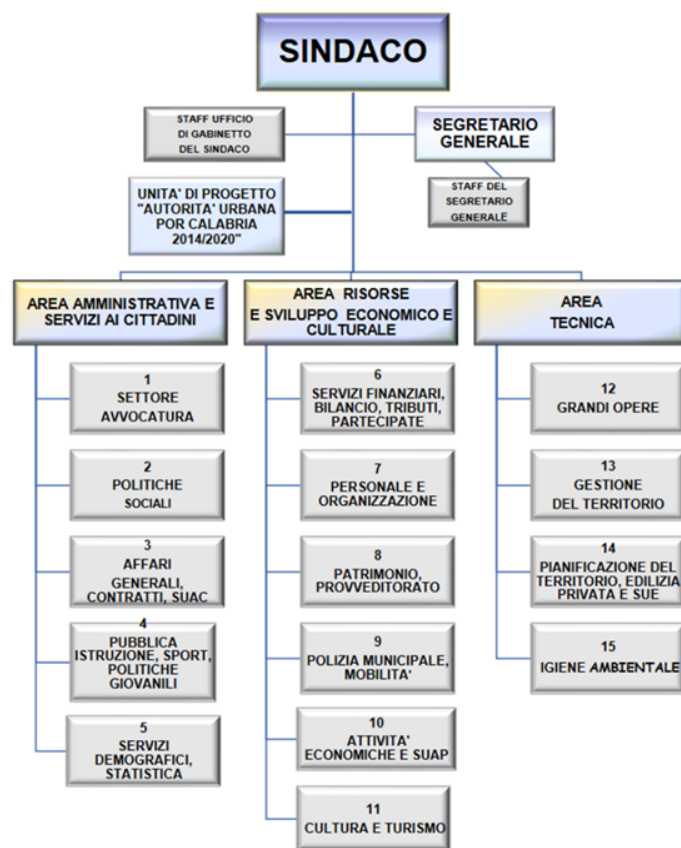 SINDACO
STAFF UFFICIO
DI GABINETTO
DEL SINDACO
SEGRETARIO
GENERALE
STAFF DEL
SEGRETARIO
GENERALE
UNITA' DI PROGETTO
"AUTORITA' URBANA
POR CALABRIA
2014/2020"
AREA AMMINISTRATIVA E
SERVIZI AI CITTADINI
1
SETTORE
AVVOCATURA
2
POLITICHE
SOCIALI
3
AFFARI
GENERALI,
CONTRATTI, SUAC
4
PUBBLICA
ISTRUZIONE, SPORT,
POLITICHE
GIOVANILI
5
SERVIZI
DEMOGRAFICI,
STATISTICA
AREA RISORSE
E SVILUPPO ECONOMICO E
CULTURALE
6
SERVIZI FINANZIARI,
BILANCIO, TRIBUTI,
PARTECIPATE
7
PERSONALE E
ORGANIZZAZIONE
8
PATRIMONIO,
PROVVEDITORATO
9
POLIZIA MUNICIPALE,
MOBILITA'
10
ATTIVITA'
ECONOMICHE E SUAP
11
CULTURA E TURISMO
AREA
TECNICA
12
GRANDI OPERE
13
GESTIONE
DEL TERRITORIO
14
PIANIFICAZIONE DEL
TERRITORIO, EDILIZIA
PRIVATA E SUE
15
IGIENE AMBIENTALE